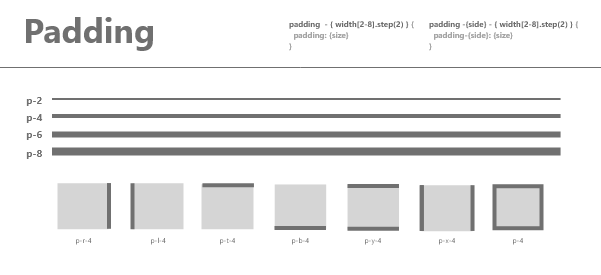 Padding
padding - { width[2-8].step(2) } {
padding: (size)
}
padding -(side) - { width[2-8].step(2) } {
padding-(side): (size)
}
p-2
p-4
p-6
p-8
p-r-4
p-l-4
p-t-4
p-b-4
p-y-4
p-x-4
p-4